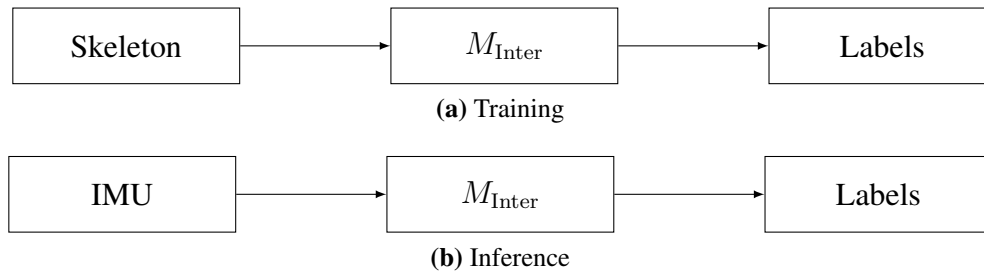 Skeleton M_Inter Labels
(a) Training
IMU M_Inter Labels
(b) Inference